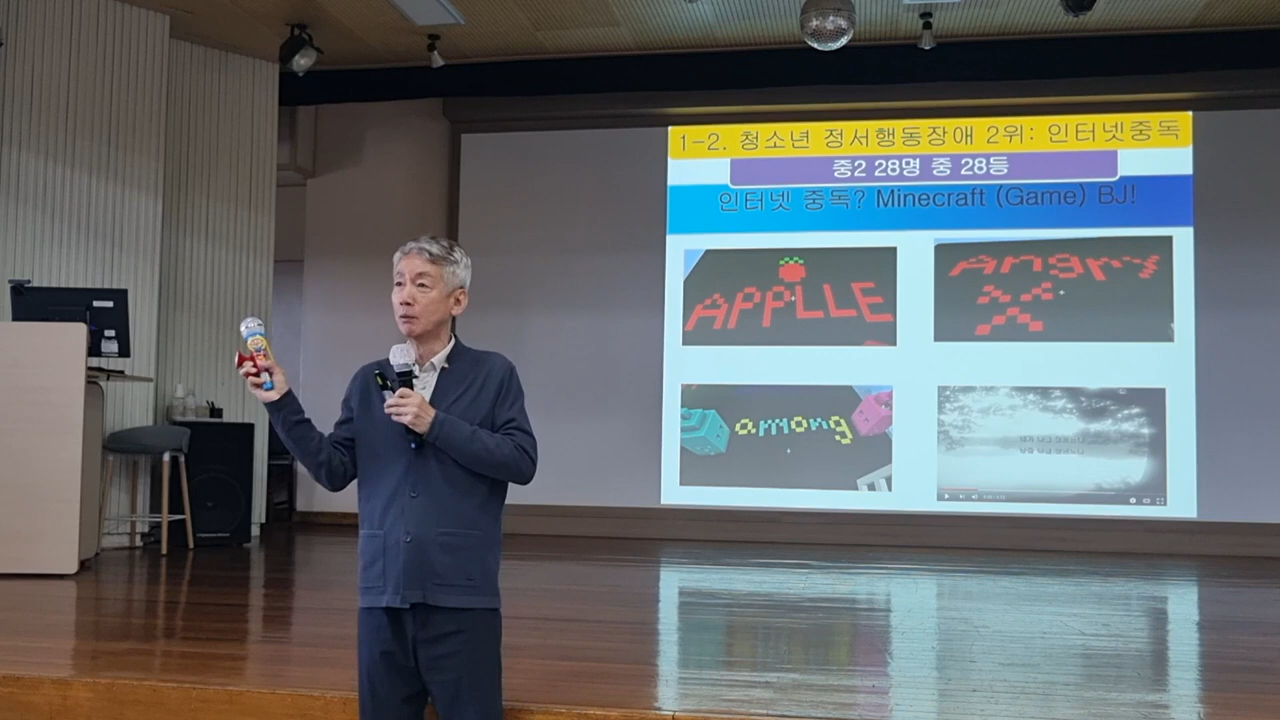 1-2. 청소년 정서행동장애 2위: 인터넷중독
중2 28명 중 28등
인터넷 중독? Minecraft (Game) BJ!
APPLLE
Angry
among